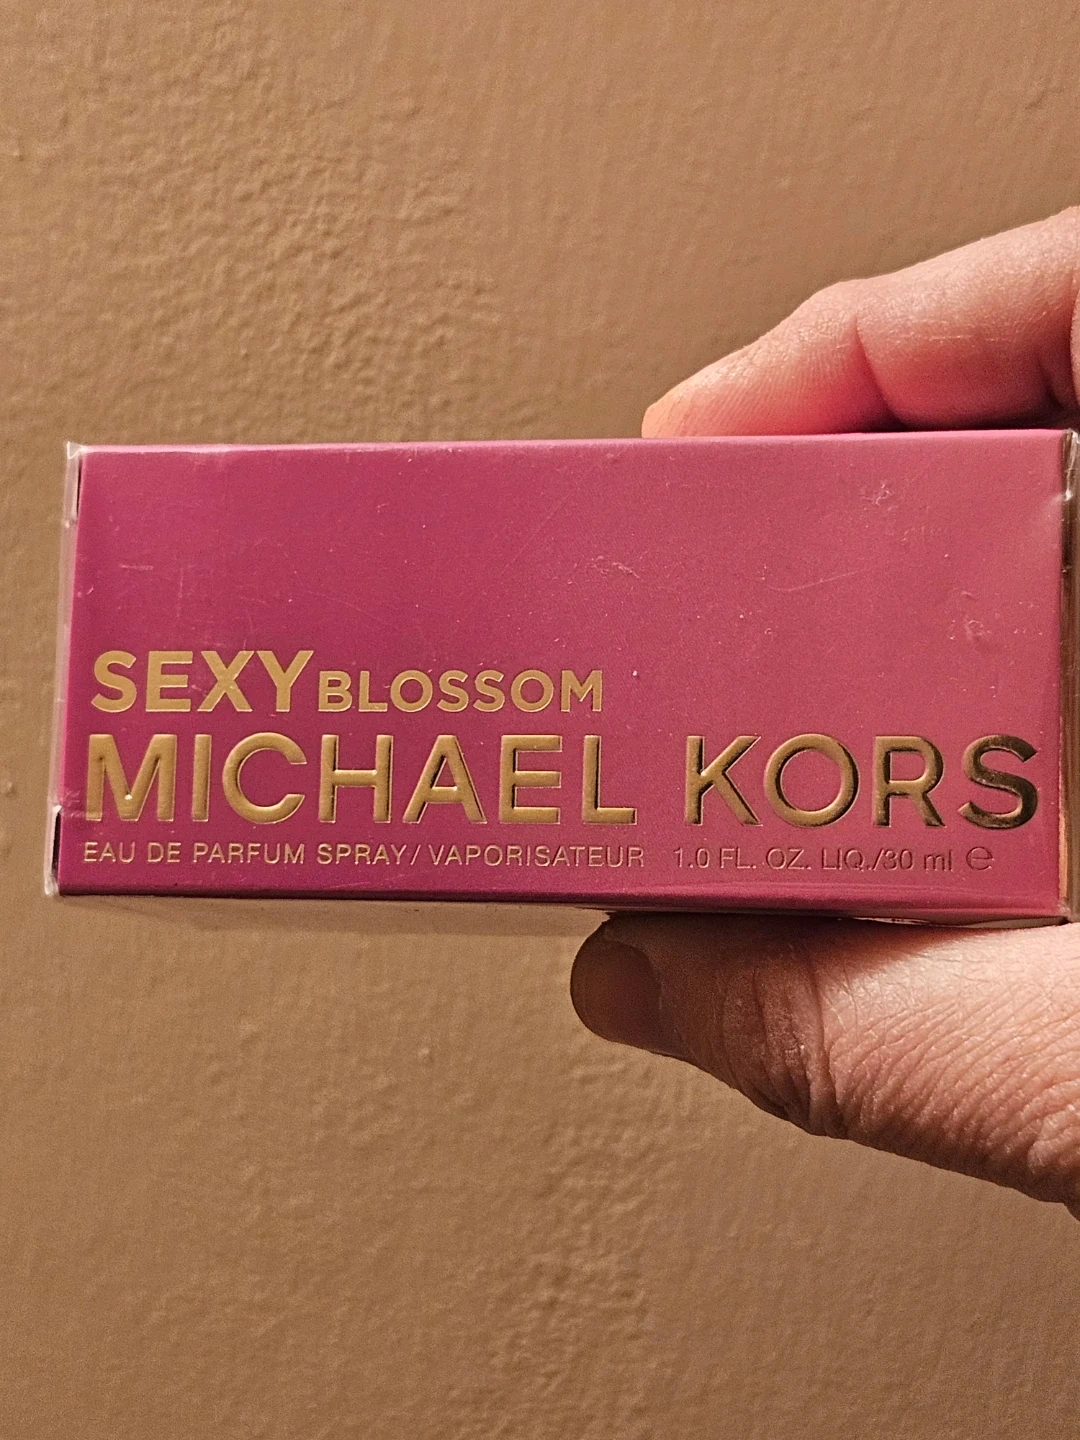 SEXY BLOSSOM
MICHAEL KORS
EAU DE PARFUM SPRAY/ VAPORISATEUR 1.0 FL. OZ. LIQ./30 ml ℮